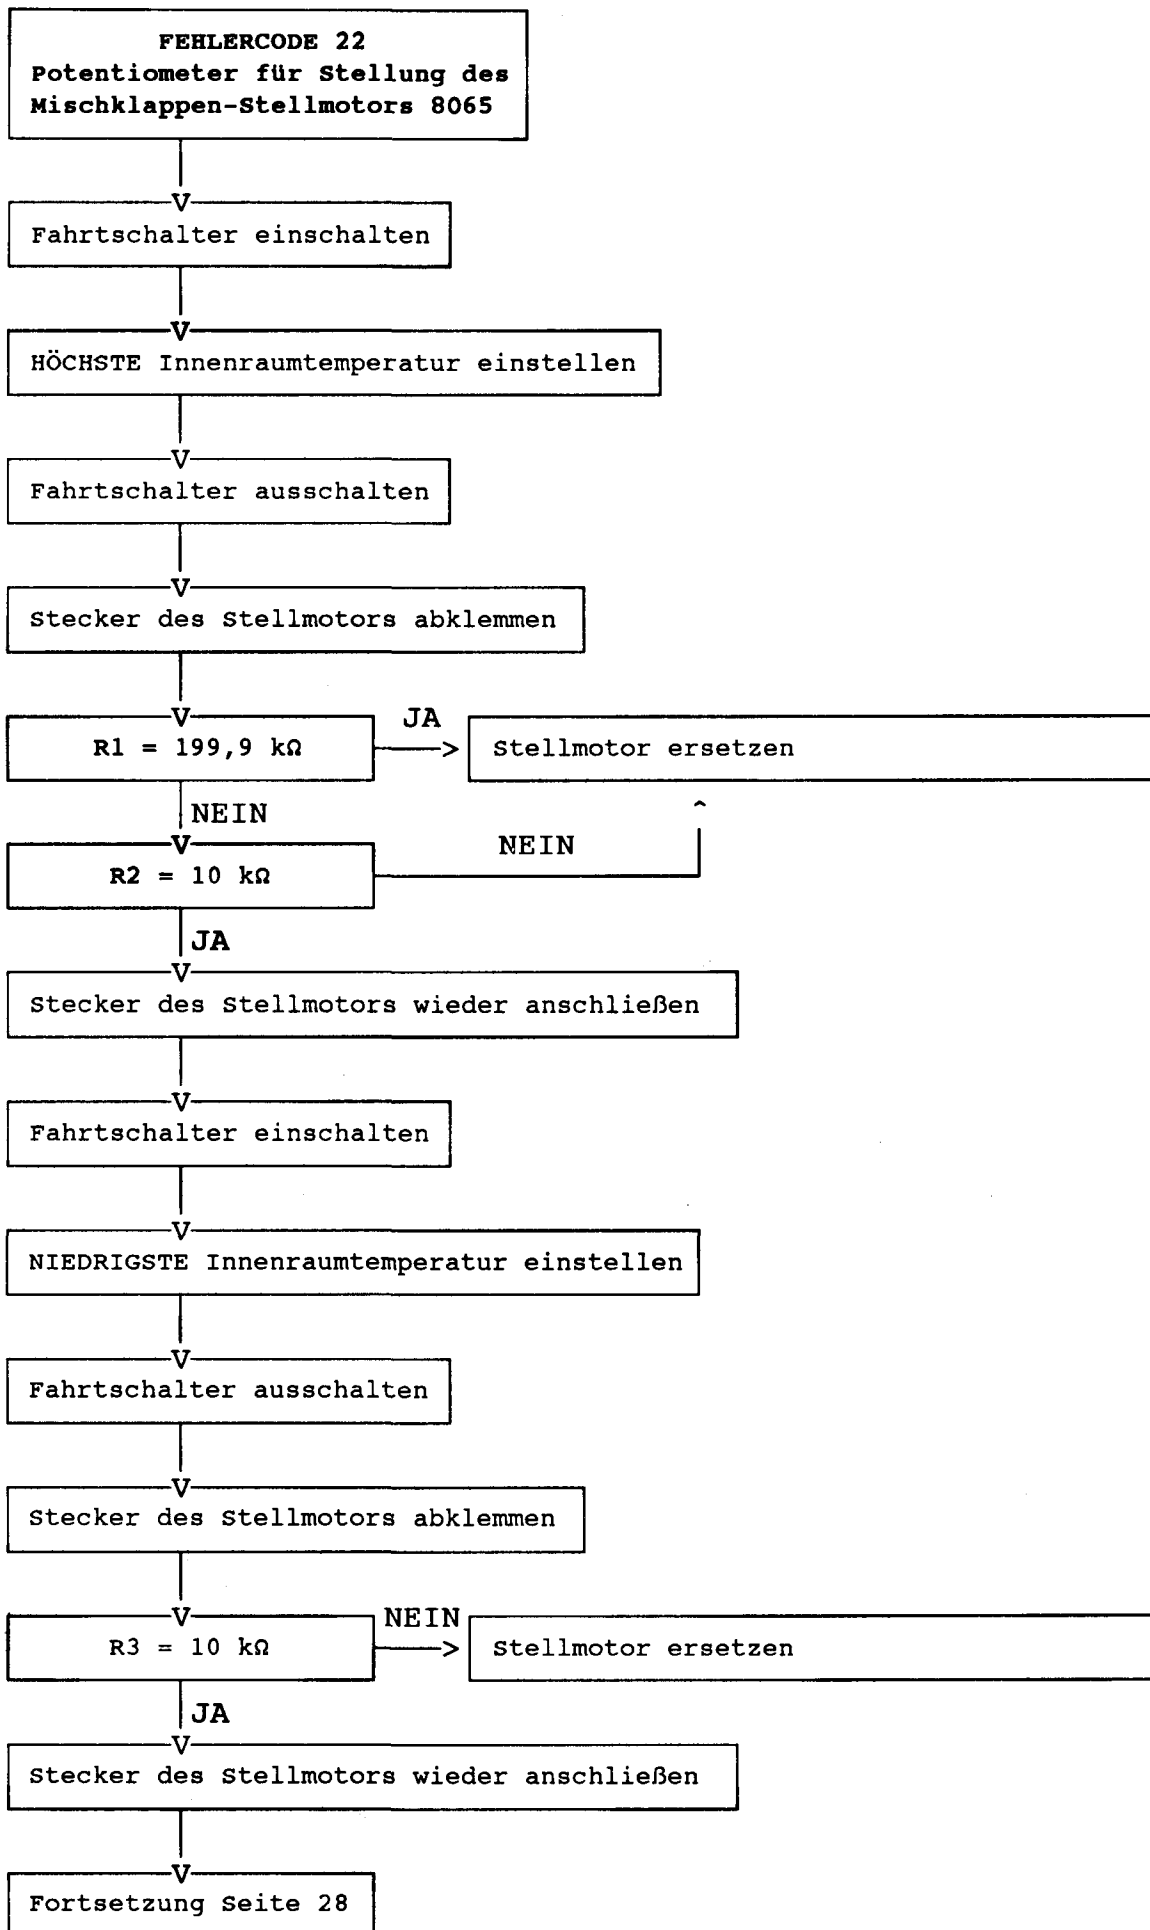 FEHLERCODE 22
Potentiometer für Stellung des
Mischklappen-Stellmotors 8065
Fahrtschalter einschalten
HÖCHSTE Innenraumtemperatur einstellen
Fahrtschalter ausschalten
Stecker des Stellmotors abklemmen
R1 = 199,9 kΩ
JA
Stellmotor ersetzen
NEIN
R2 = 10 kΩ
NEIN
JA
Stecker des Stellmotors wieder anschließen
Fahrtschalter einschalten
NIEDRIGSTE Innenraumtemperatur einstellen
Fahrtschalter ausschalten
Stecker des Stellmotors abklemmen
R3 = 10 kΩ
NEIN
Stellmotor ersetzen
JA
Stecker des Stellmotors wieder anschließen
Fortsetzung Seite 28